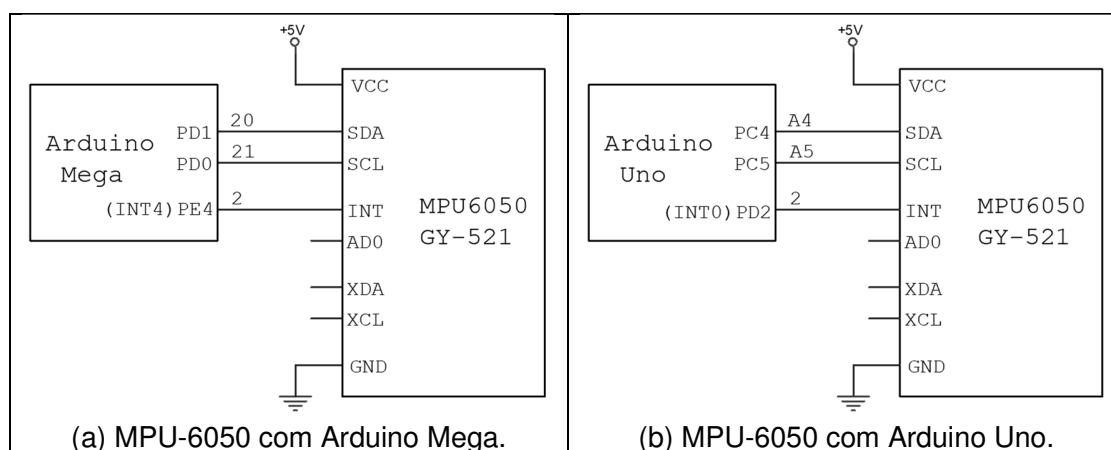 +5V
VCC
Arduino
Mega
PD1 20 SDA
PD0 21 SCL
(INT4)PE4 2 INT
MPU6050
GY-521
AD0
XDA
XCL
GND
(a) MPU-6050 com Arduino Mega.
+5V
VCC
Arduino
Uno
PC4 A4 SDA
PC5 A5 SCL
(INT0)PD2 2 INT
MPU6050
GY-521
AD0
XDA
XCL
GND
(b) MPU-6050 com Arduino Uno.